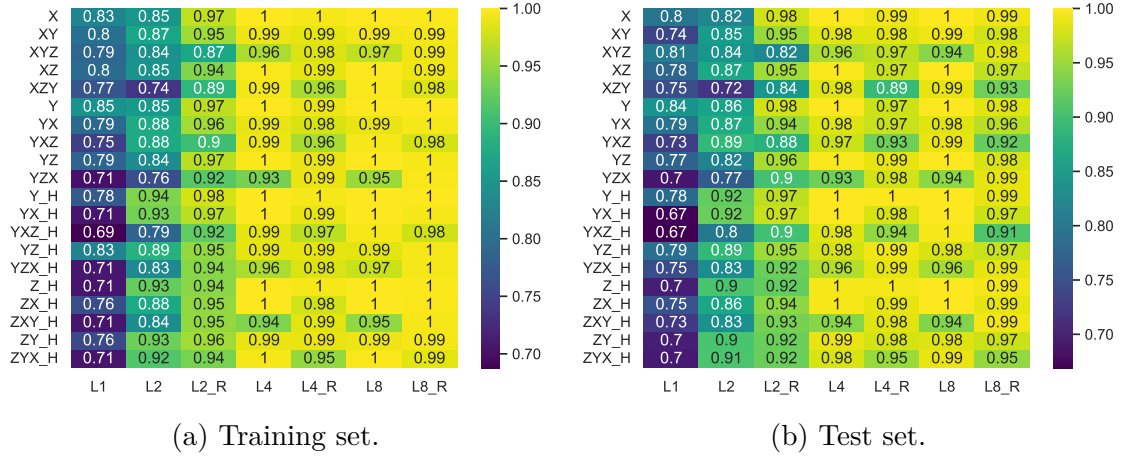 X 0.83 0.85 0.97 1 1 1 1
XY 0.8 0.87 0.95 0.99 0.99 0.99 0.99
XYZ 0.79 0.84 0.87 0.96 0.98 0.97 0.99
XZ 0.8 0.85 0.94 1 0.99 1 0.99
XZY 0.77 0.74 0.89 0.99 0.96 1 0.98
Y 0.85 0.85 0.97 1 0.99 1 1
YX 0.79 0.88 0.96 0.99 0.98 0.99 1
YXZ 0.75 0.88 0.9 0.99 0.96 1 0.98
YZ 0.79 0.84 0.97 1 0.99 1 1
YZX 0.71 0.76 0.92 0.93 1 0.95 1
Y_H 0.78 0.94 0.98 1 1 1 1
YX_H 0.71 0.93 0.97 1 0.99 1 1
YXZ_H 0.69 0.79 0.92 0.99 0.97 1 0.98
YZ_H 0.83 0.89 0.95 0.99 0.99 0.99 1
YZX_H 0.71 0.83 0.94 0.96 0.98 0.97 1
Z_H 0.71 0.93 0.94 1 1 1 1
ZX_H 0.76 0.88 0.95 1 0.98 1 1
ZXY_H 0.71 0.84 0.95 0.94 0.99 0.95 1
ZY_H 0.76 0.93 0.96 0.99 0.99 0.99 0.99
ZYX_H 0.71 0.92 0.94 1 0.95 1 0.99
L1 L2 L2_R L4 L4_R L8 L8_R
1.00
0.95
0.90
0.85
0.80
0.75
0.70
(a) Training set.
X 0.8 0.82 0.98 1 0.99 1 0.99
XY 0.74 0.85 0.95 0.98 0.98 0.99 0.98
XYZ 0.81 0.84 0.82 0.96 0.97 0.94 0.98
XZ 0.78 0.87 0.95 1 0.99 1 0.97
XZY 0.75 0.72 0.84 0.98 0.89 0.99 0.93
Y 0.84 0.86 0.98 1 0.97 1 0.98
YX 0.79 0.87 0.94 0.98 0.97 0.98 0.96
YXZ 0.73 0.89 0.88 0.97 0.93 0.99 0.92
YZ 0.77 0.82 0.96 1 0.99 1 0.98
YZX 0.7 0.77 0.9 0.93 0.98 0.94 0.99
Y_H 0.78 0.92 0.97 1 1 1 0.99
YX_H 0.67 0.92 0.97 1 0.98 1 0.97
YXZ_H 0.67 0.8 0.9 0.98 0.94 1 0.91
YZ_H 0.79 0.89 0.95 0.98 0.99 0.98 0.97
YZX_H 0.75 0.83 0.92 0.96 0.99 0.96 0.99
Z_H 0.7 0.9 0.92 1 1 1 0.99
ZX_H 0.75 0.86 0.94 1 0.99 1 0.99
ZXY_H 0.73 0.83 0.93 0.94 0.98 0.94 0.99
ZY_H 0.7 0.9 0.92 0.99 0.98 0.98 0.97
ZYX_H 0.7 0.91 0.92 0.98 0.95 0.99 0.95
L1 L2 L2_R L4 L4_R L8 L8_R
1.00
0.95
0.90
0.85
0.80
0.75
0.70
(b) Test set.